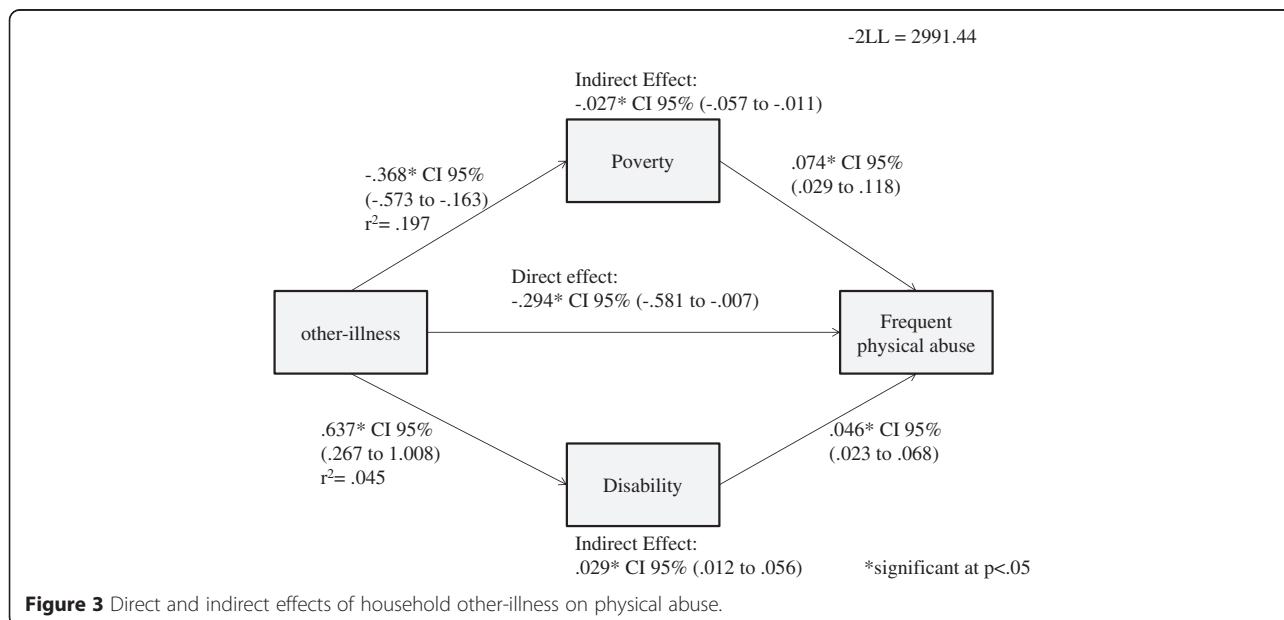 -2LL = 2991.44
Indirect Effect:
-.027* CI 95% (-.057 to -.011)
Poverty
-.368* CI 95%
(-.573 to -.163)
r²= .197
.074* CI 95%
(.029 to .118)
Direct effect:
-.294* CI 95% (-.581 to -.007)
other-illness
Frequent
physical abuse
.637* CI 95%
(.267 to 1.008)
r²= .045
.046* CI 95%
(.023 to .068)
Disability
Indirect Effect:
.029* CI 95% (.012 to .056)
*significant at p<.05
Figure 3 Direct and indirect effects of household other-illness on physical abuse.